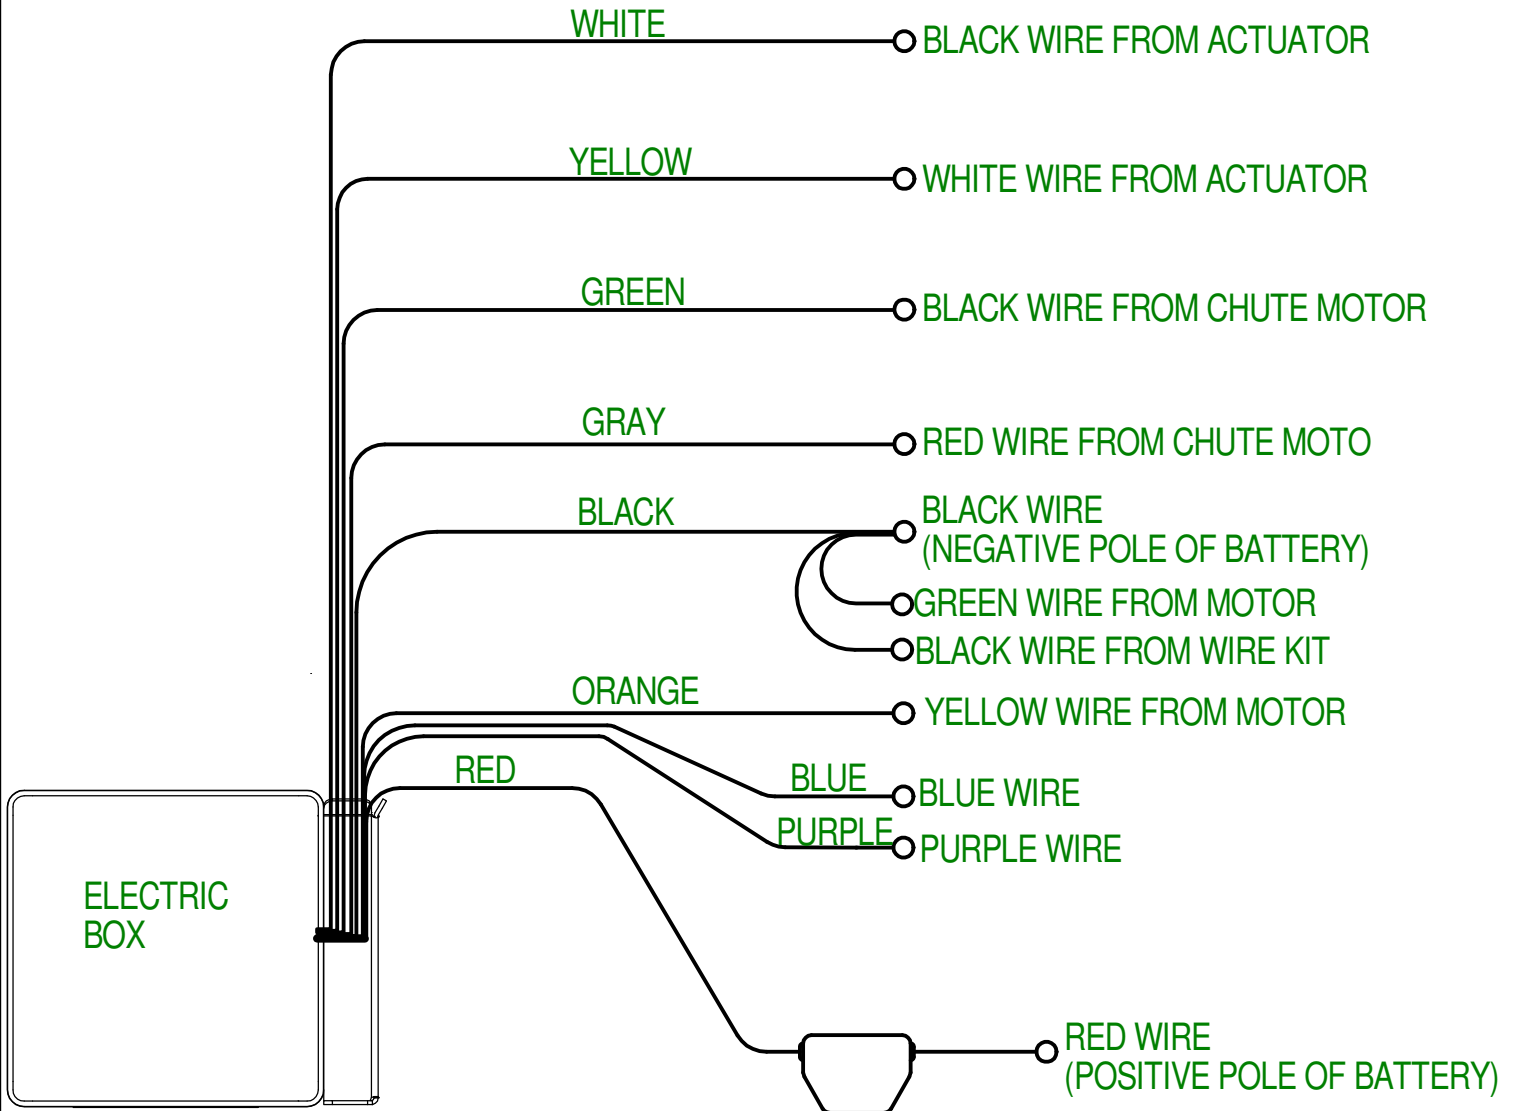 WHITE
BLACK WIRE FROM ACTUATOR
YELLOW
WHITE WIRE FROM ACTUATOR
GREEN
BLACK WIRE FROM CHUTE MOTOR
GRAY
RED WIRE FROM CHUTE MOTO
BLACK
BLACK WIRE
(NEGATIVE POLE OF BATTERY)
GREEN WIRE FROM MOTOR
BLACK WIRE FROM WIRE KIT
ORANGE
YELLOW WIRE FROM MOTOR
RED
BLUE
BLUE WIRE
PURPLE
PURPLE WIRE
ELECTRIC
BOX
RED WIRE
(POSITIVE POLE OF BATTERY)